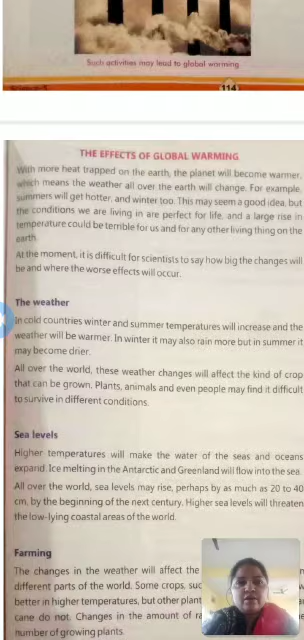 Such activities may lead to global warming
Science-5
114
THE EFFECTS OF GLOBAL WARMING
With more heat trapped on the earth, the planet will become warmer,
which means the weather all over the earth will change. For example,
summers will get hotter, and winter too. This may seem a good idea, but
the conditions we are living in are perfect for life, and a large rise in
temperature could be terrible for us and for any other living thing on the
earth.
At the moment, it is difficult for scientists to say how big the changes will
be and where the worse effects will occur.
The weather
In cold countries winter and summer temperatures will increase and the
weather will be warmer. In winter it may also rain more but in summer it
may become drier.
All over the world, these weather changes will affect the kind of crop
that can be grown. Plants, animals and even people may find it difficult
to survive in different conditions.
Sea levels
Higher temperatures will make the water of the seas and oceans
expand. Ice melting in the Antarctic and Greenland will flow into the sea.
All over the world, sea levels may rise, perhaps by as much as 20 to 40
cm, by the beginning of the next century. Higher sea levels will threaten
the low-lying coastal areas of the world.
Farming
The changes in the weather will affect the
different parts of the world. Some crops, suc
better in higher temperatures, but other plant
cane do not. Changes in the amount of ra
number of growing plants.